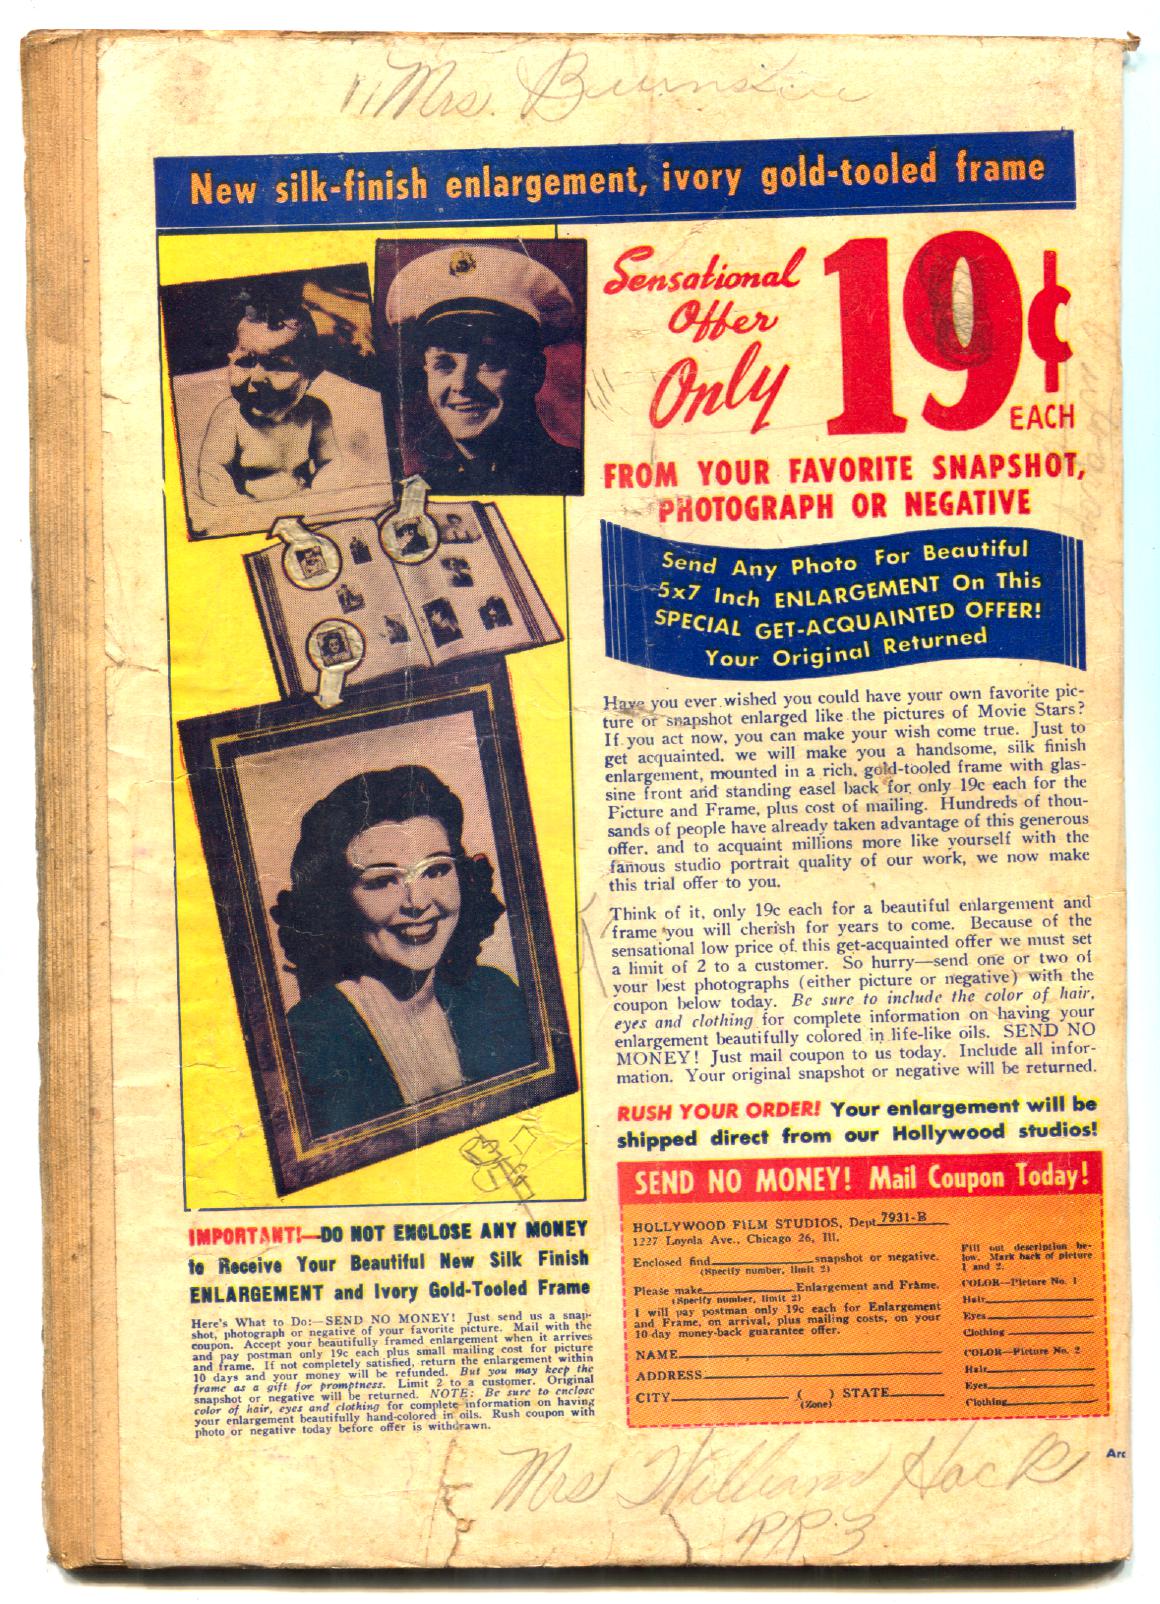 Mrs.
New silk-finish enlargement, ivory gold-tooled frame
Sensational
Offer
Only
19¢
EACH
FROM YOUR FAVORITE SNAPSHOT,
PHOTOGRAPH OR NEGATIVE
Send Any Photo For Beautiful
5x7 Inch ENLARGEMENT On This
SPECIAL GET-ACQUAINTED OFFER!
Your Original Returned
Have you ever wished you could have your own favorite pic-
ture or snapshot enlarged like the pictures of Movie Stars?
If you act now, you can make your wish come true. Just to
get acquainted, we will make you a handsome, silk finish
enlargement, mounted in a rich, gold-tooled frame with glas-
sine front and standing easel back for only 19c each for the
Picture and Frame, plus cost of mailing. Hundreds of thou-
sands of people have already taken advantage of this generous
offer, and to acquaint millions more like yourself with the
famous studio portrait quality of our work, we now make
this trial offer to you.
Think of it, only 19c each for a beautiful enlargement and
frame you will cherish for years to come. Because of the
sensational low price of this get-acquainted offer we must set
a limit of 2 to a customer. So hurry—send one or two of
your best photographs (either picture or negative) with the
coupon below today. Be sure to include the color of hair,
eyes and clothing for complete information on having your
enlargement beautifully colored in life-like oils. SEND NO
MONEY! Just mail coupon to us today. Include all infor-
mation. Your original snapshot or negative will be returned.
RUSH YOUR ORDER! Your enlargement will be
shipped direct from our Hollywood studios!
IMPORTANT!—DO NOT ENCLOSE ANY MONEY
to Receive Your Beautiful New Silk Finish
ENLARGEMENT and Ivory Gold-Tooled Frame
Here's What to Do:—SEND NO MONEY! Just send us a snap-
shot, photograph or negative of your favorite picture. Mail with the
coupon. Accept your beautifully framed enlargement when it arrives
and pay postman only 19c each plus small mailing cost for picture
and frame. If not completely satisfied, return the enlargement within
10 days and your money will be refunded. But you may keep the
frame as a gift for promptness. Limit 2 to a customer. Original
snapshot or negative will be returned. NOTE: Be sure to enclose
color of hair, eyes and clothing for complete information on having
your enlargement beautifully hand-colored in oils. Rush coupon with
photo or negative today before offer is withdrawn.
SEND NO MONEY! Mail Coupon Today!
HOLLYWOOD FILM STUDIOS, Dept. 7931-B
1227 Loyola Ave., Chicago 26, Ill.
Enclosed find snapshot or negative.
(Specify number, limit 2)
Please make Enlargement and Frame.
(Specify number, limit 2)
I will pay postman only 19c each for Enlargement
and Frame, on arrival, plus mailing costs, on your
10 day money-back guarantee offer.
NAME
ADDRESS
CITY ( ) STATE
(Zone)
Fill out description be-
low. Mark back of picture
1 and 2.
COLOR—Picture No. 1
Hair
Eyes
Clothing
COLOR—Picture No. 2
Hair
Eyes
Clothing
Arc
Mrs William Hack
RR 3